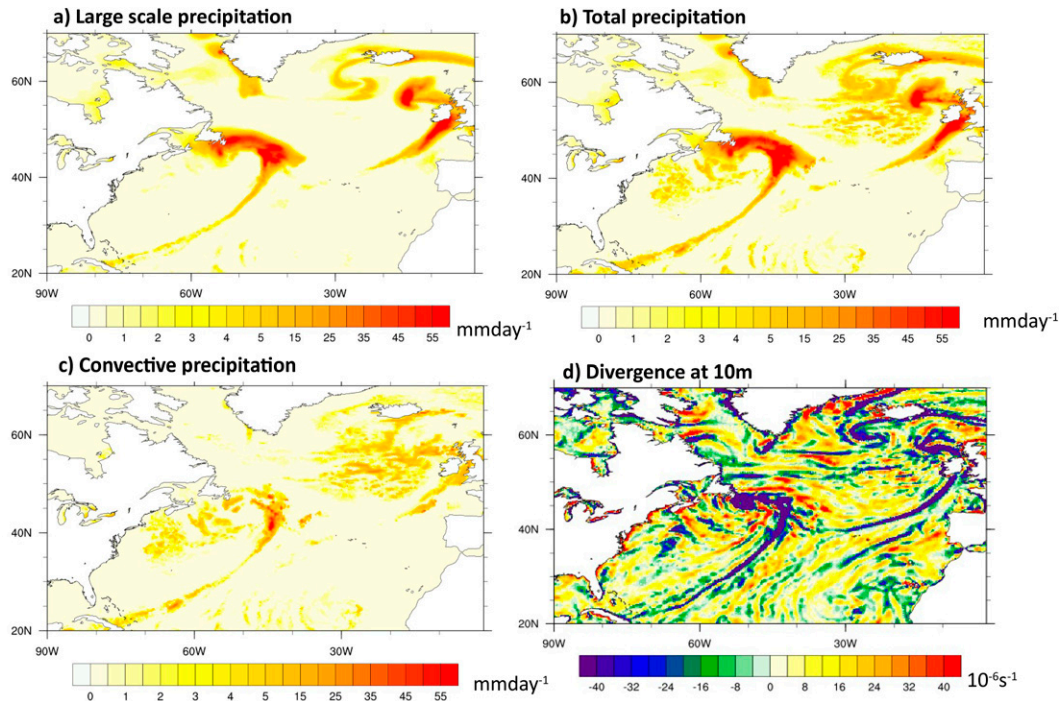 a) Large scale precipitation
60N
40N
20N
90W 60W 30W
0 1 2 3 4 5 15 25 35 45 55
mmday-1
b) Total precipitation
60N
40N
20N
90W 60W 30W
0 1 2 3 4 5 15 25 35 45 55
mmday-1
c) Convective precipitation
60N
40N
20N
90W 60W 30W
0 1 2 3 4 5 15 25 35 45 55
mmday-1
d) Divergence at 10m
60N
40N
20N
90W 60W 30W
-40 -32 -24 -16 -8 0 8 16 24 32 40
10-6s-1